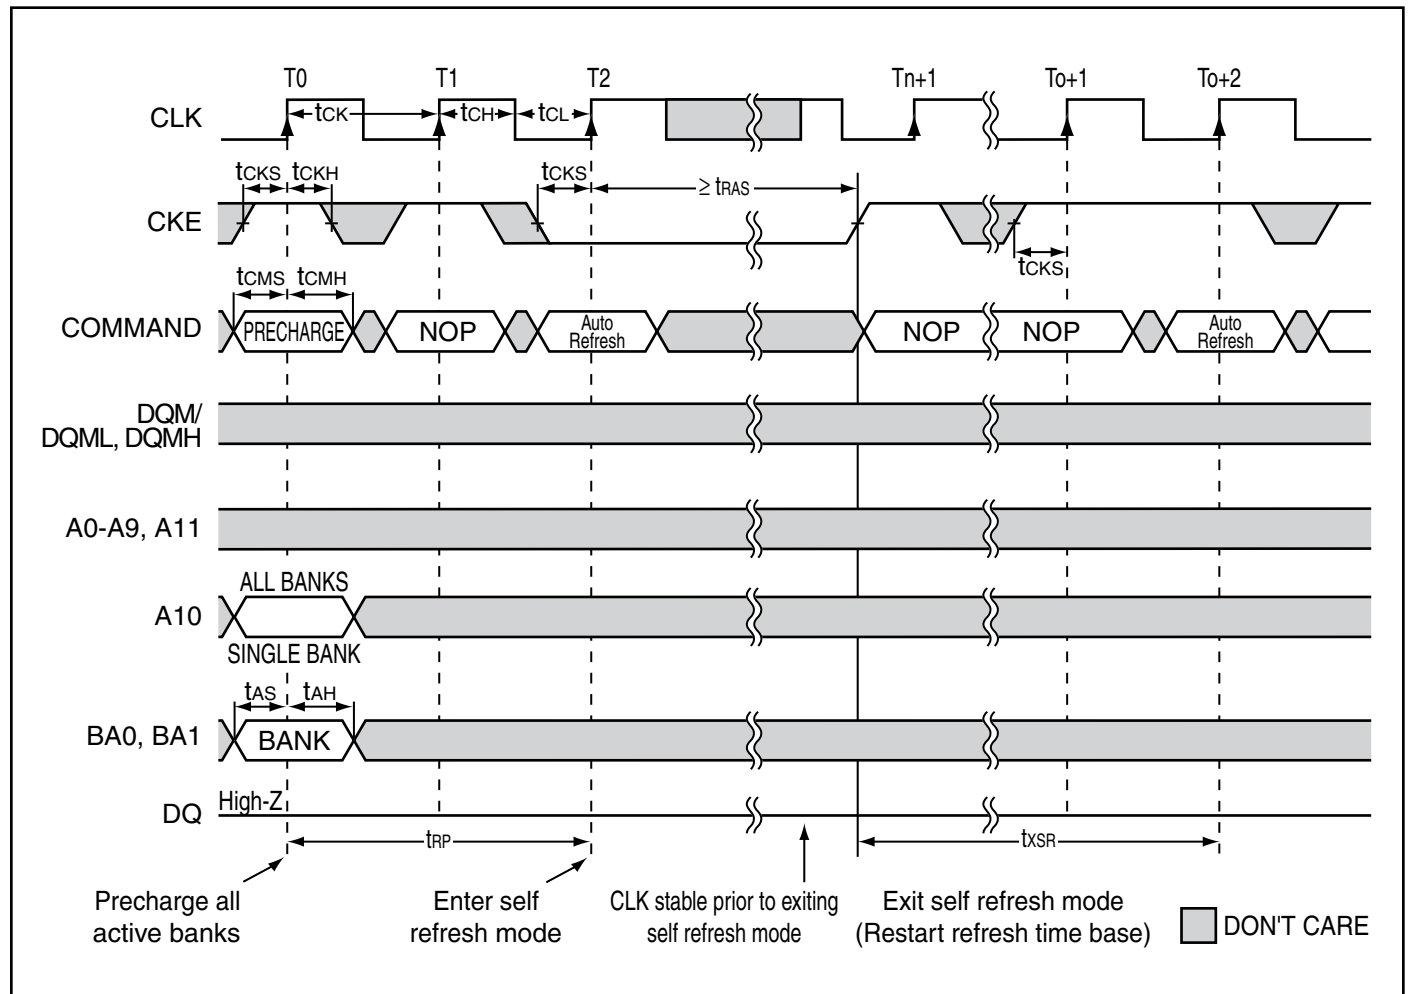 T0 T1 T2 Tn+1 To+1 To+2
CLK
tCK tCH tCL
tCKS tCKH tCKS ≥ tRAS
CKE
tCKS
tCMS tCMH
COMMAND PRECHARGE NOP Auto Refresh NOP NOP Auto Refresh
DQM/
DQML, DQMH
A0-A9, A11
ALL BANKS
A10
SINGLE BANK
tAS tAH
BA0, BA1 BANK
High-Z
DQ
tRP tXSR
Precharge all
active banks
Enter self
refresh mode
CLK stable prior to exiting
self refresh mode
Exit self refresh mode
(Restart refresh time base)
DON'T CARE